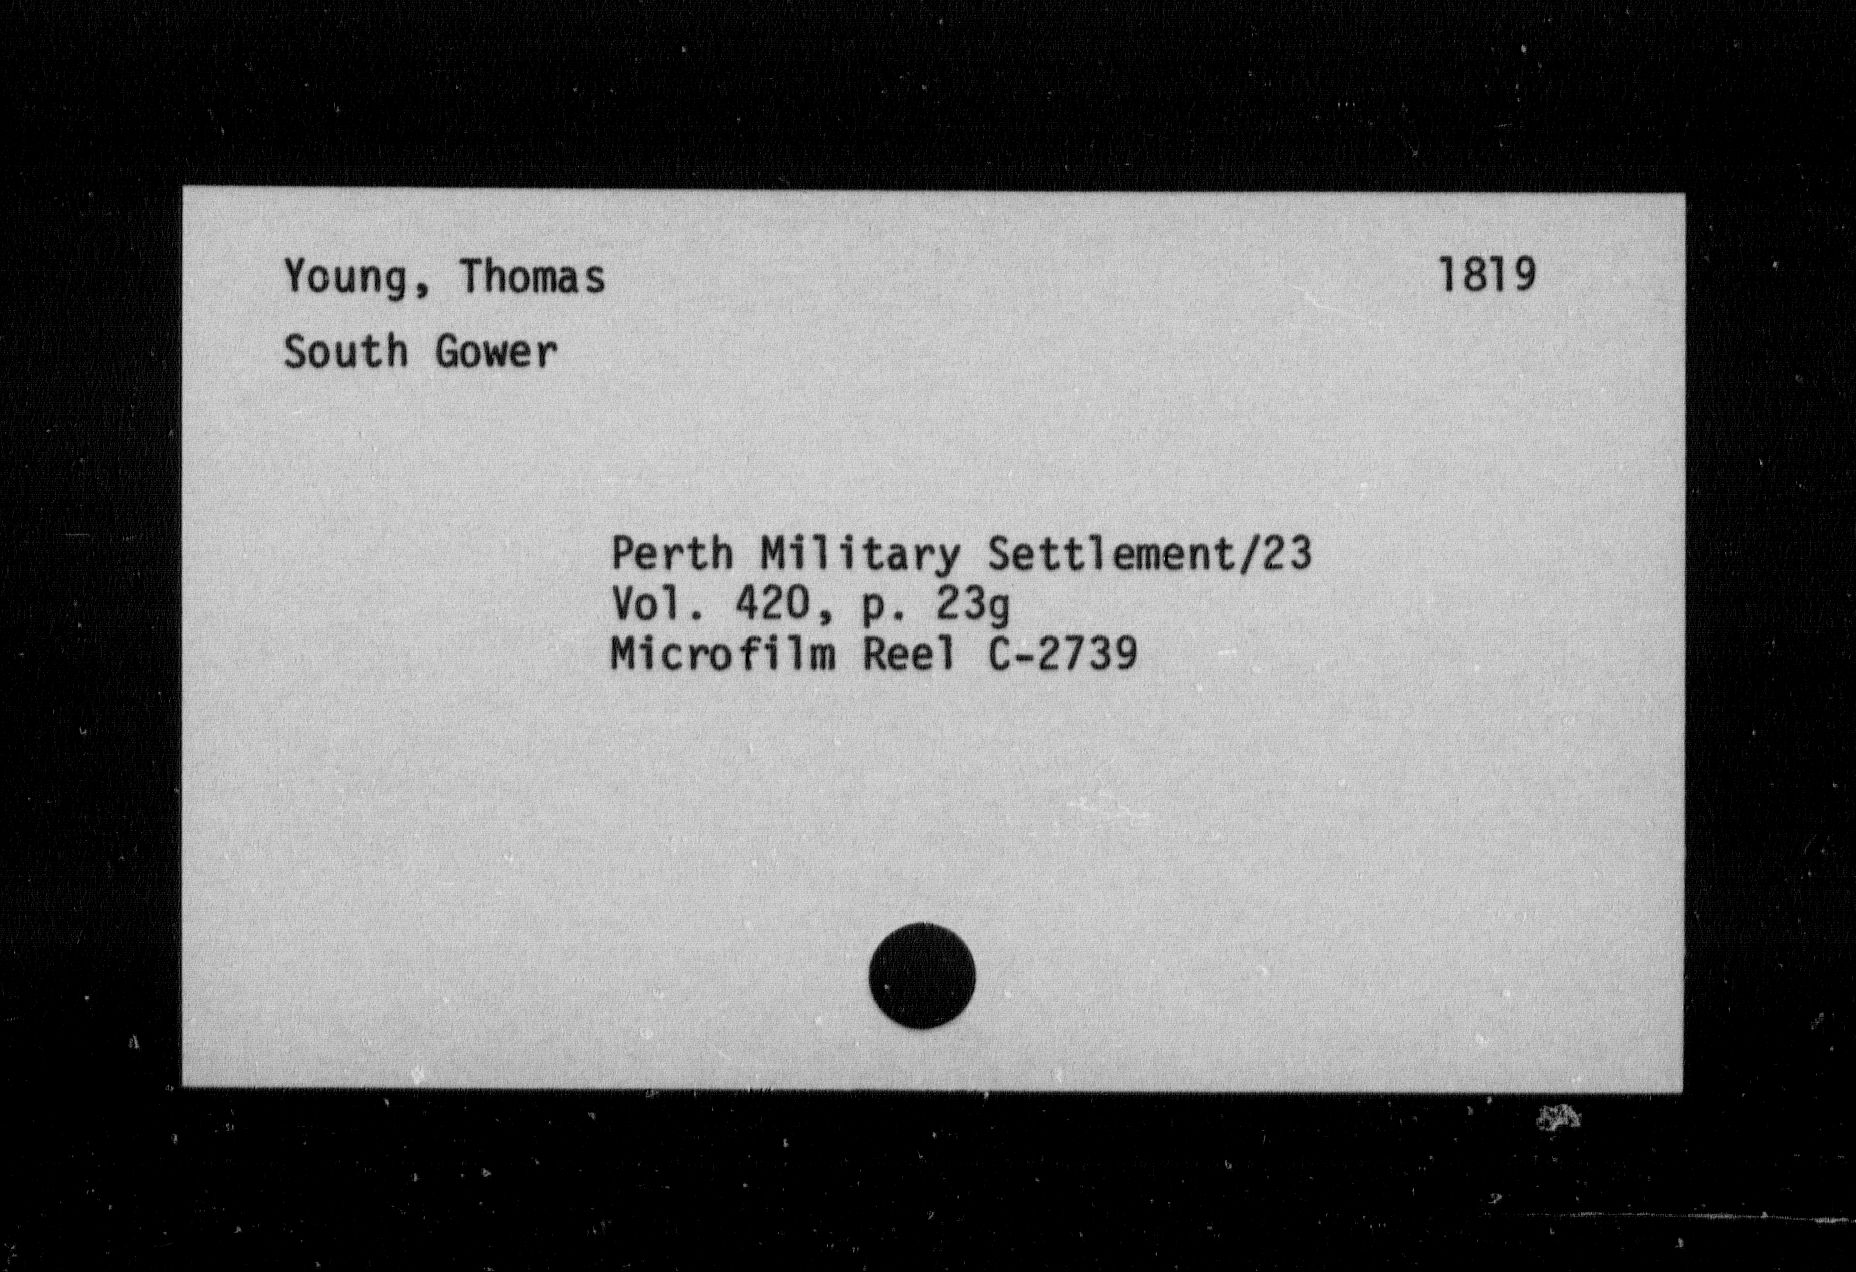 Young, Thomas 1819
South Gower
Perth Military Settlement/23
Vol. 420, p. 23g
Microfilm Reel C-2739